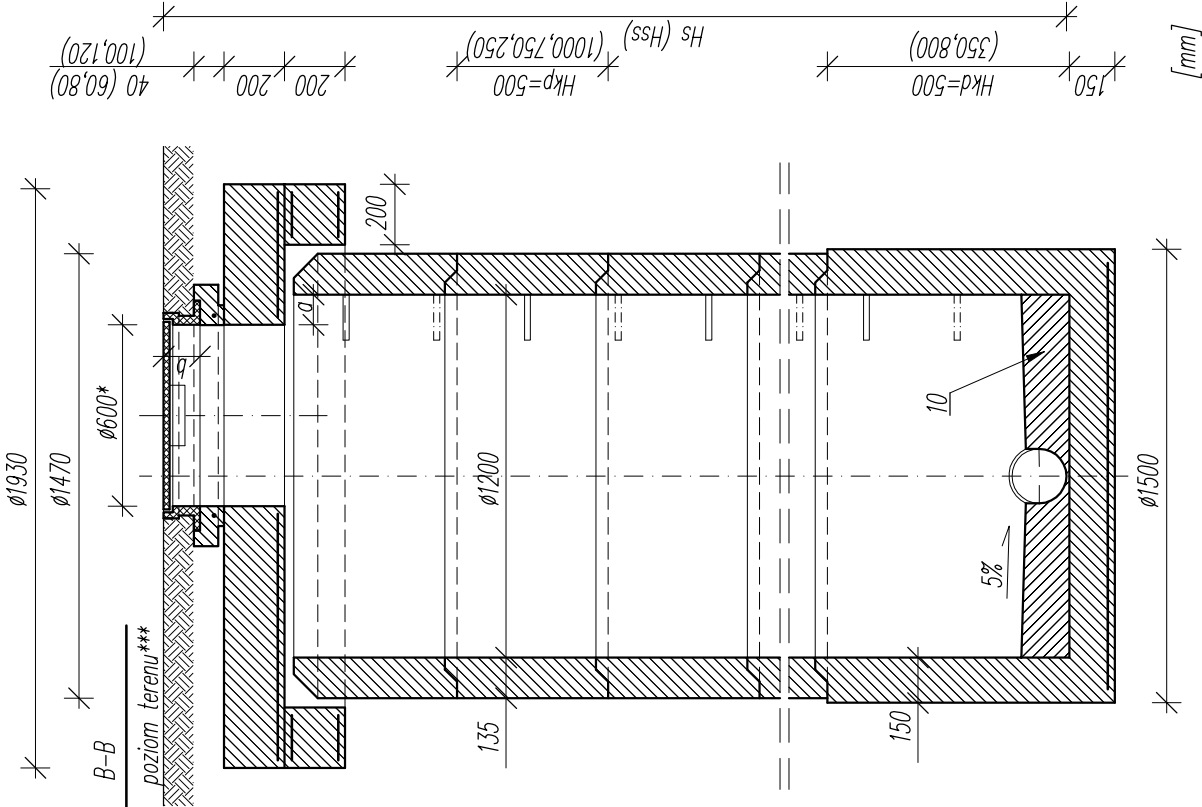 B-B
poziom terenu***
ø1930
ø1470
ø600*
b
a
200
ø1200
135
10
5%
150
ø1500
40 (60,80)
(100,120)
200
200
Hkp=500
(1000,750,250)
Hs (Hss)
Hkd=500
(350,800)
150
[mm]